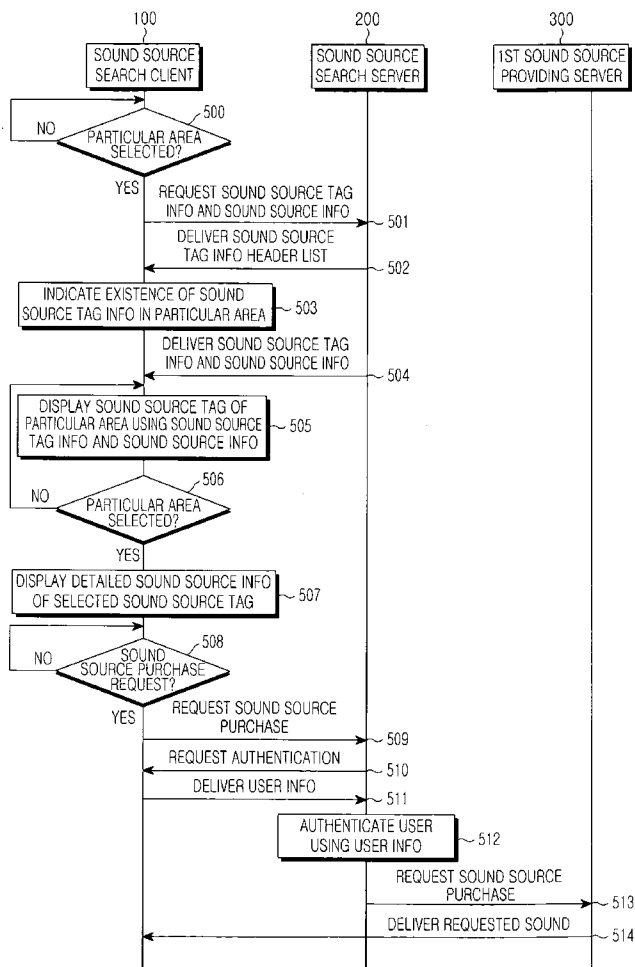 100
200
300
SOUND SOURCE
SEARCH CLIENT
SOUND SOURCE
SEARCH SERVER
1ST SOUND SOURCE
PROVIDING SERVER
500
NO
PARTICULAR AREA
SELECTED?
YES
REQUEST SOUND SOURCE TAG
INFO AND SOUND SOURCE INFO
501
DELIVER SOUND SOURCE
TAG INFO HEADER LIST
502
INDICATE EXISTENCE OF SOUND
SOURCE TAG INFO IN PARTICULAR AREA
503
DELIVER SOUND SOURCE TAG
INFO AND SOUND SOURCE INFO
504
DISPLAY SOUND SOURCE TAG OF
PARTICULAR AREA USING SOUND SOURCE
TAG INFO AND SOUND SOURCE INFO
505
506
NO
PARTICULAR AREA
SELECTED?
YES
DISPLAY DETAILED SOUND SOURCE INFO
OF SELECTED SOUND SOURCE TAG
507
508
NO
SOUND
SOURCE PURCHASE
REQUEST?
YES
REQUEST SOUND SOURCE
PURCHASE
509
REQUEST AUTHENTICATION
510
DELIVER USER INFO
511
AUTHENTICATE USER
USING USER INFO
512
REQUEST SOUND SOURCE
PURCHASE
513
DELIVER REQUESTED SOUND
514